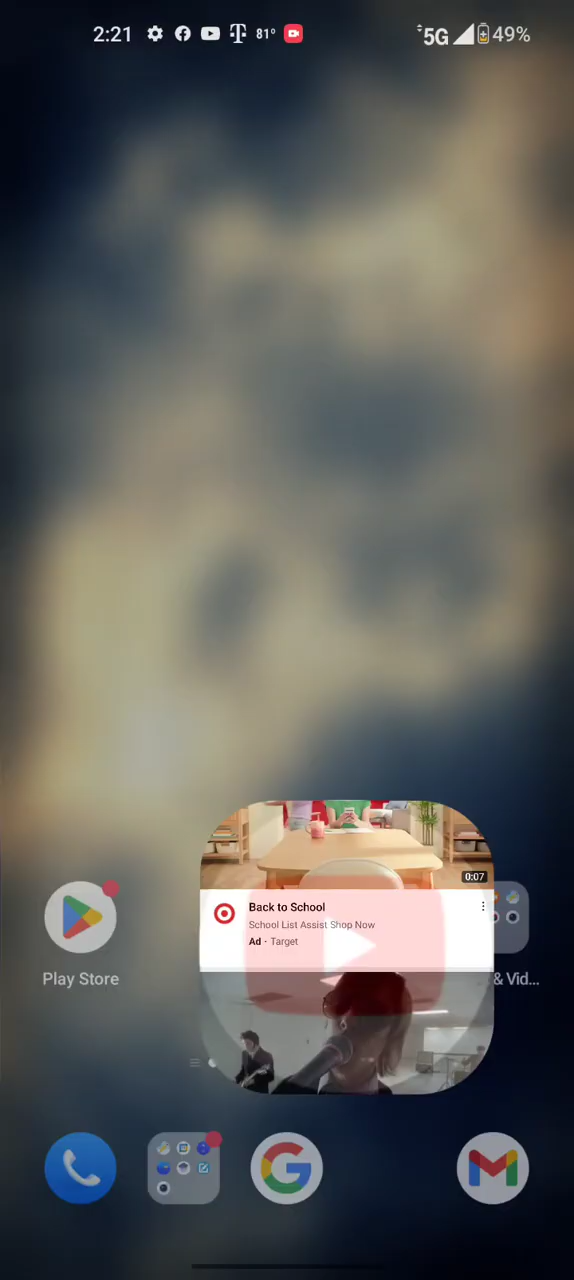 2:21
81°
5G
49%
0:07
Back to School
School List Assist Shop Now
Ad · Target
Play Store
& Vid...